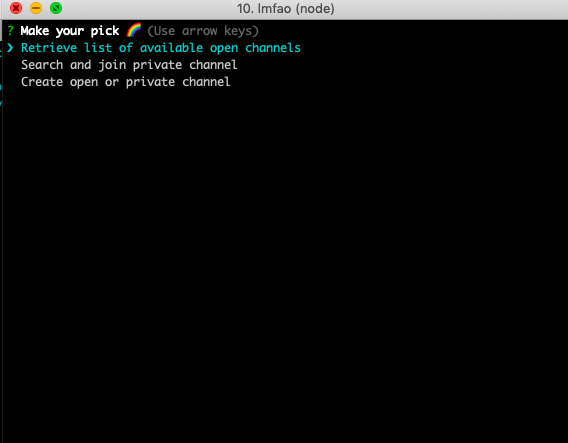 10. lmfao (node)
? Make your pick 🌈 (Use arrow keys)
❯ Retrieve list of available open channels
Search and join private channel
Create open or private channel